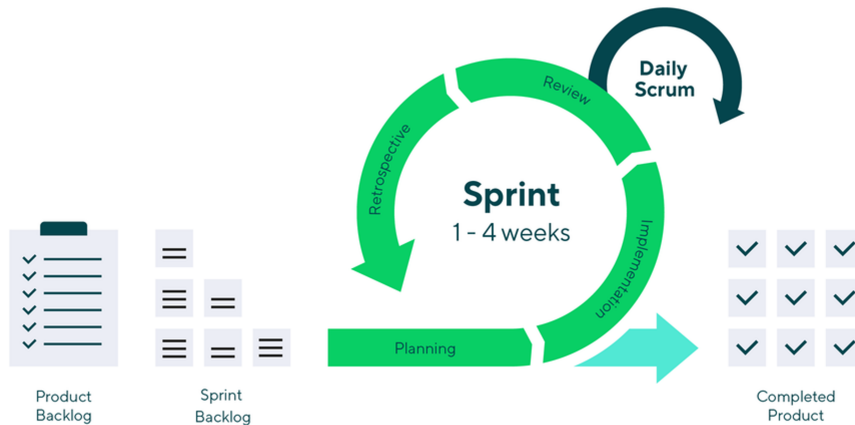 Daily
Scrum
Review
Retrospective
Sprint
1 - 4 weeks
Implementation
Planning
Product
Backlog
Sprint
Backlog
Completed
Product